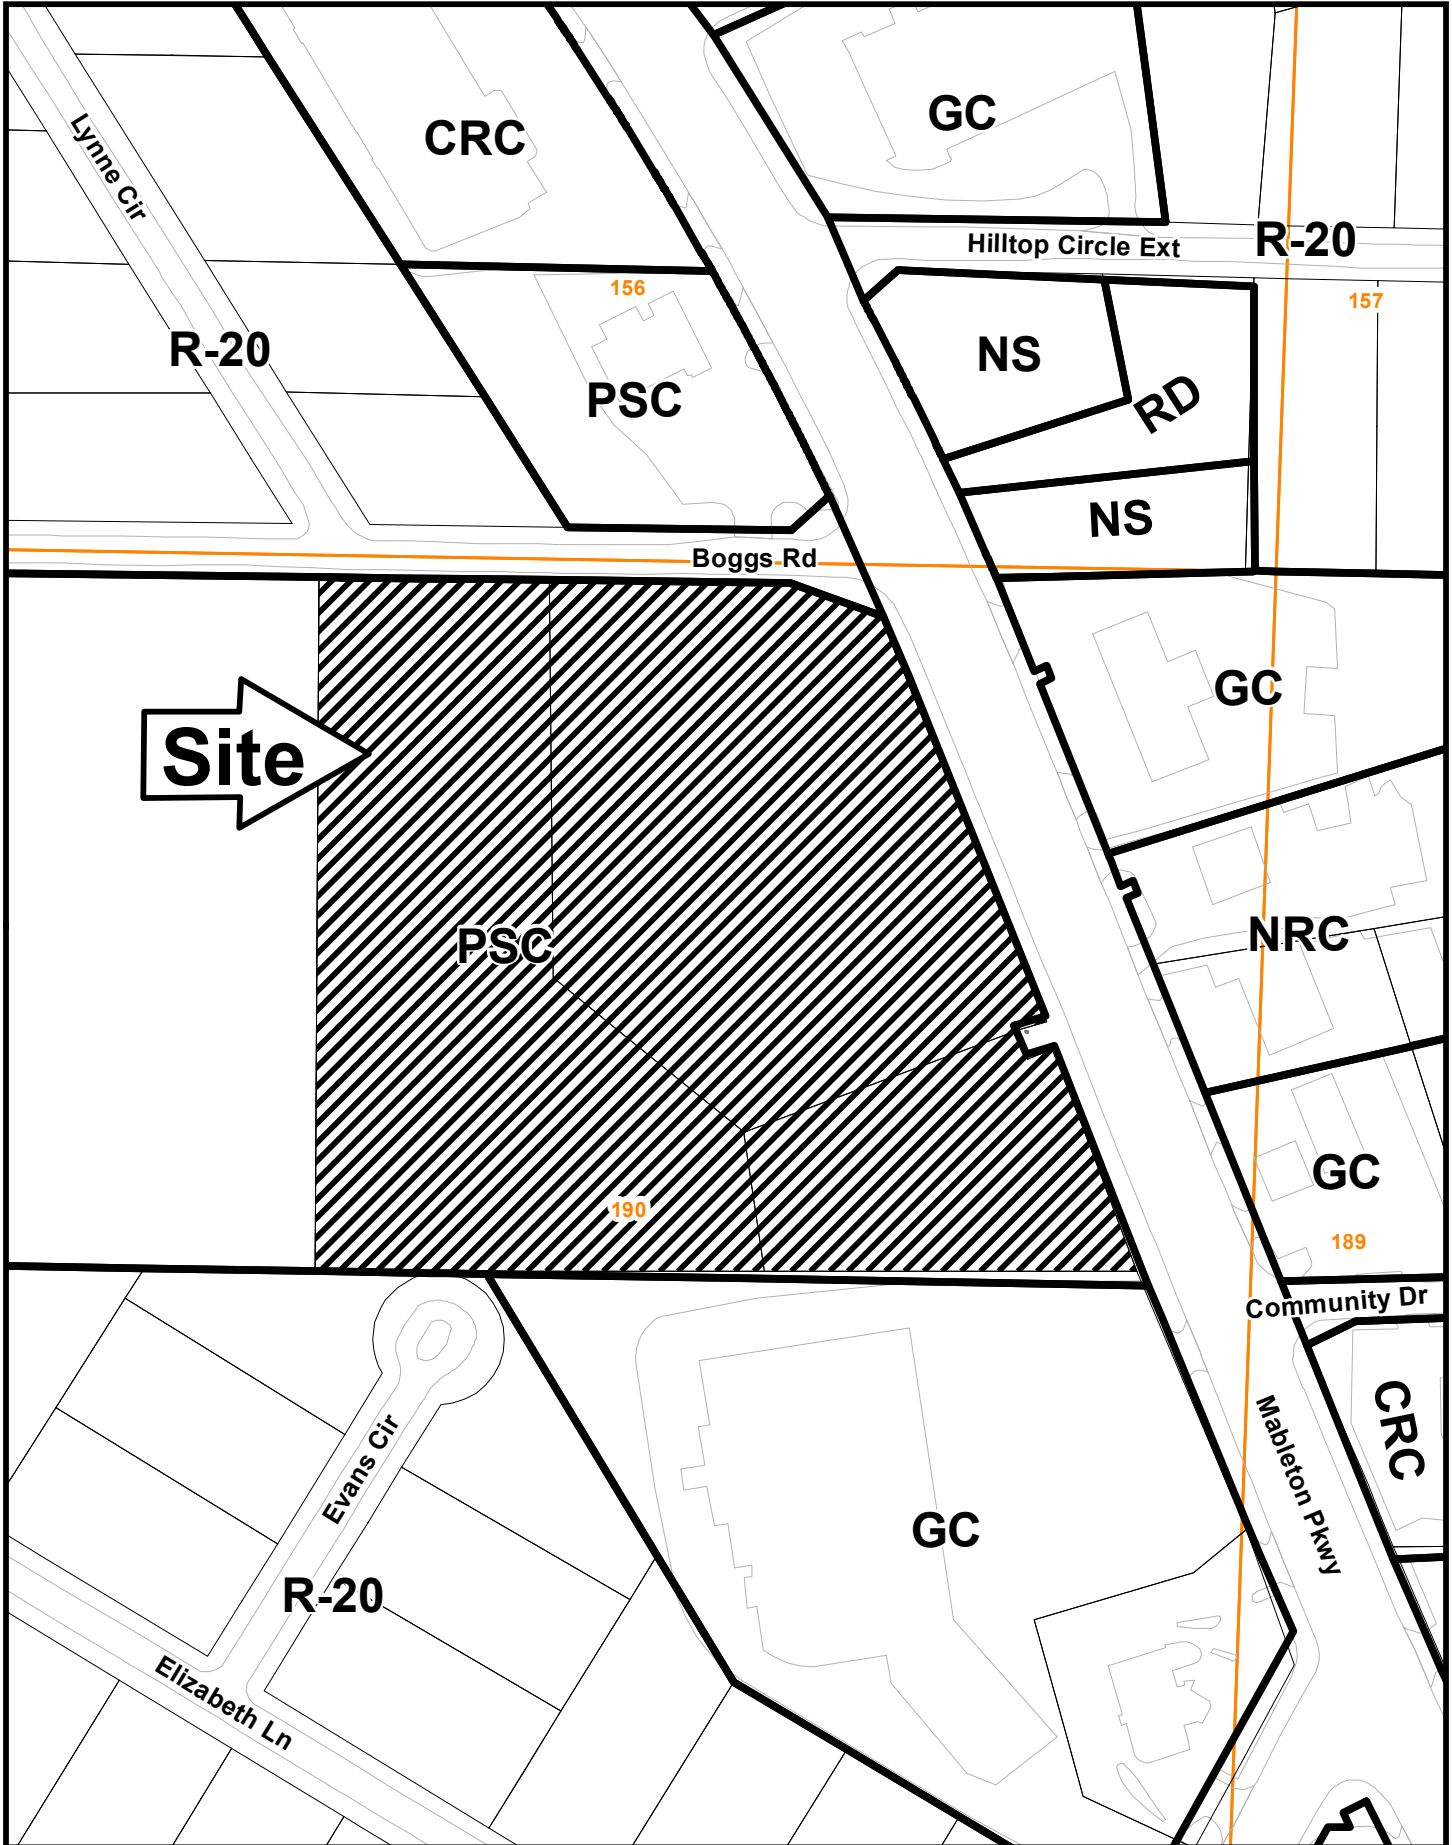 GC
CRC
Lynne Cir
Hilltop Circle Ext
R-20
156
157
R-20
NS
PSC
RD
NS
Boggs Rd
GC
Site
PSC
NRC
GC
190
189
Community Dr
CRC
Mableton Pkwy
Evans Cir
GC
R-20
Elizabeth Ln